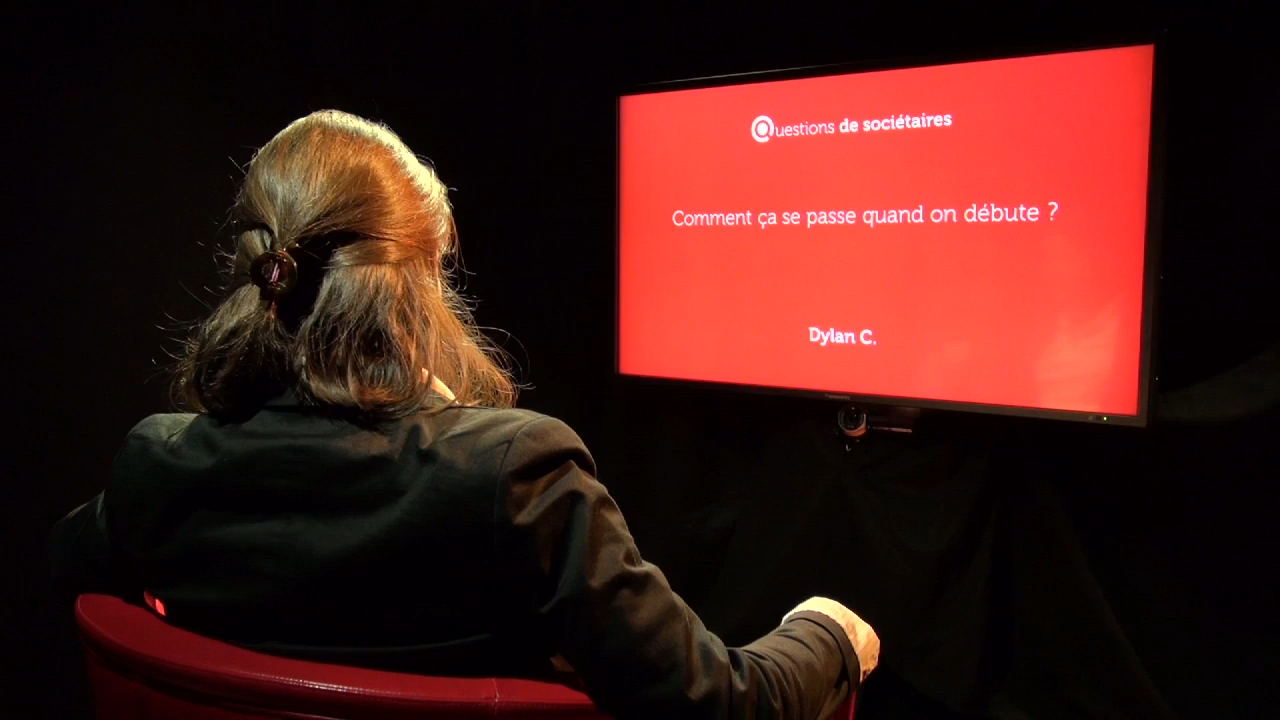 Questions de sociétaires
Comment ça se passe quand on débute ?
Dylan C.